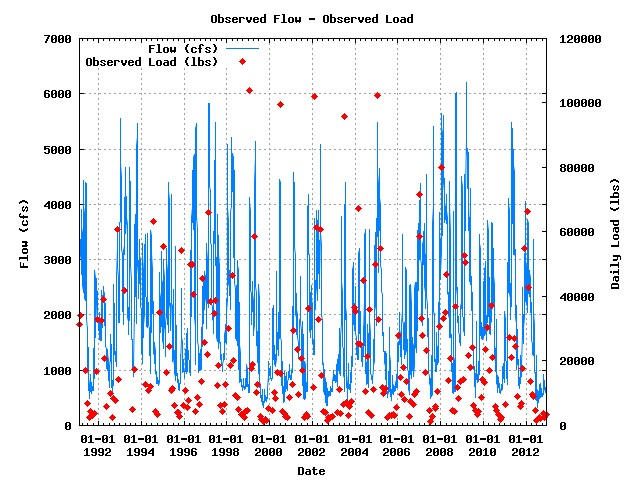 Observed Flow - Observed Load
7000 120000
Flow (cfs)
Observed Load (lbs)
6000 100000
5000 80000
4000 60000
3000 40000
2000 20000
1000
0 0
Flow (cfs)
Daily Load (lbs)
01-01 01-01 01-01 01-01 01-01 01-01 01-01 01-01 01-01 01-01 01-01
1992 1994 1996 1998 2000 2002 2004 2006 2008 2010 2012
Date